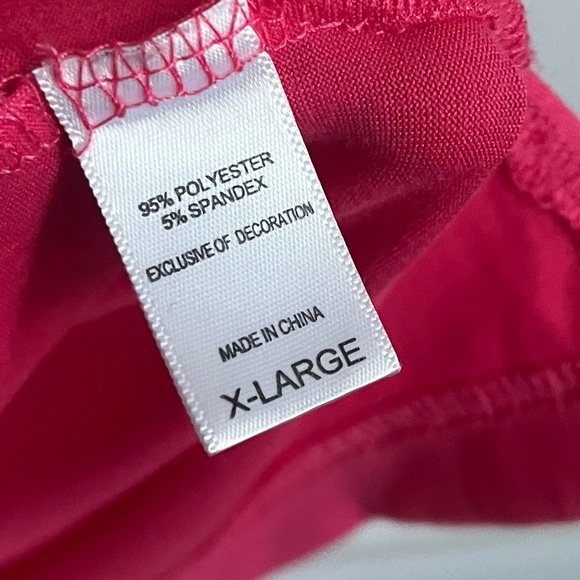 95% POLYESTER
5% SPANDEX
EXCLUSIVE OF DECORATION
MADE IN CHINA
X-LARGE